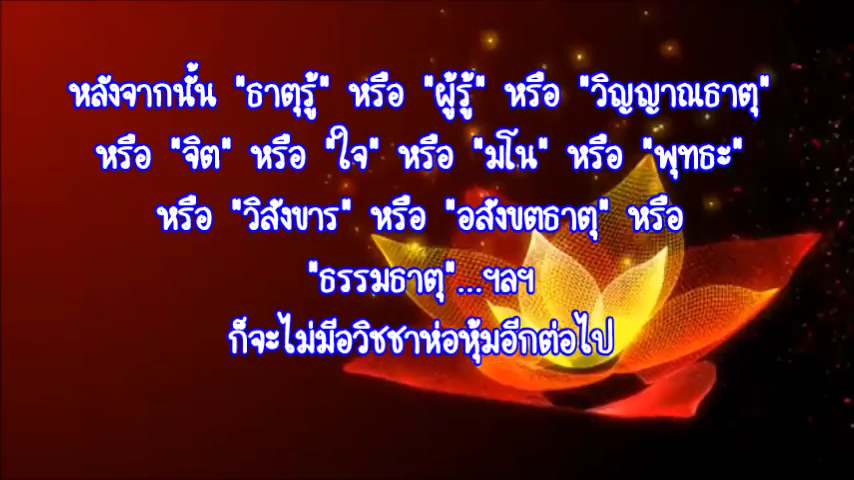 หลังจากนั้น "ธาตุรู้" หรือ "ผู้รู้" หรือ "วิญญาณธาตุ"
หรือ "จิต" หรือ "ใจ" หรือ "มโน" หรือ "พุทธะ"
หรือ "วิสังขาร" หรือ "อสังขตธาตุ" หรือ
"ธรรมธาตุ"...ฯลฯ
ก็จะไม่มีอวิชชาห่อหุ้มอีกต่อไป